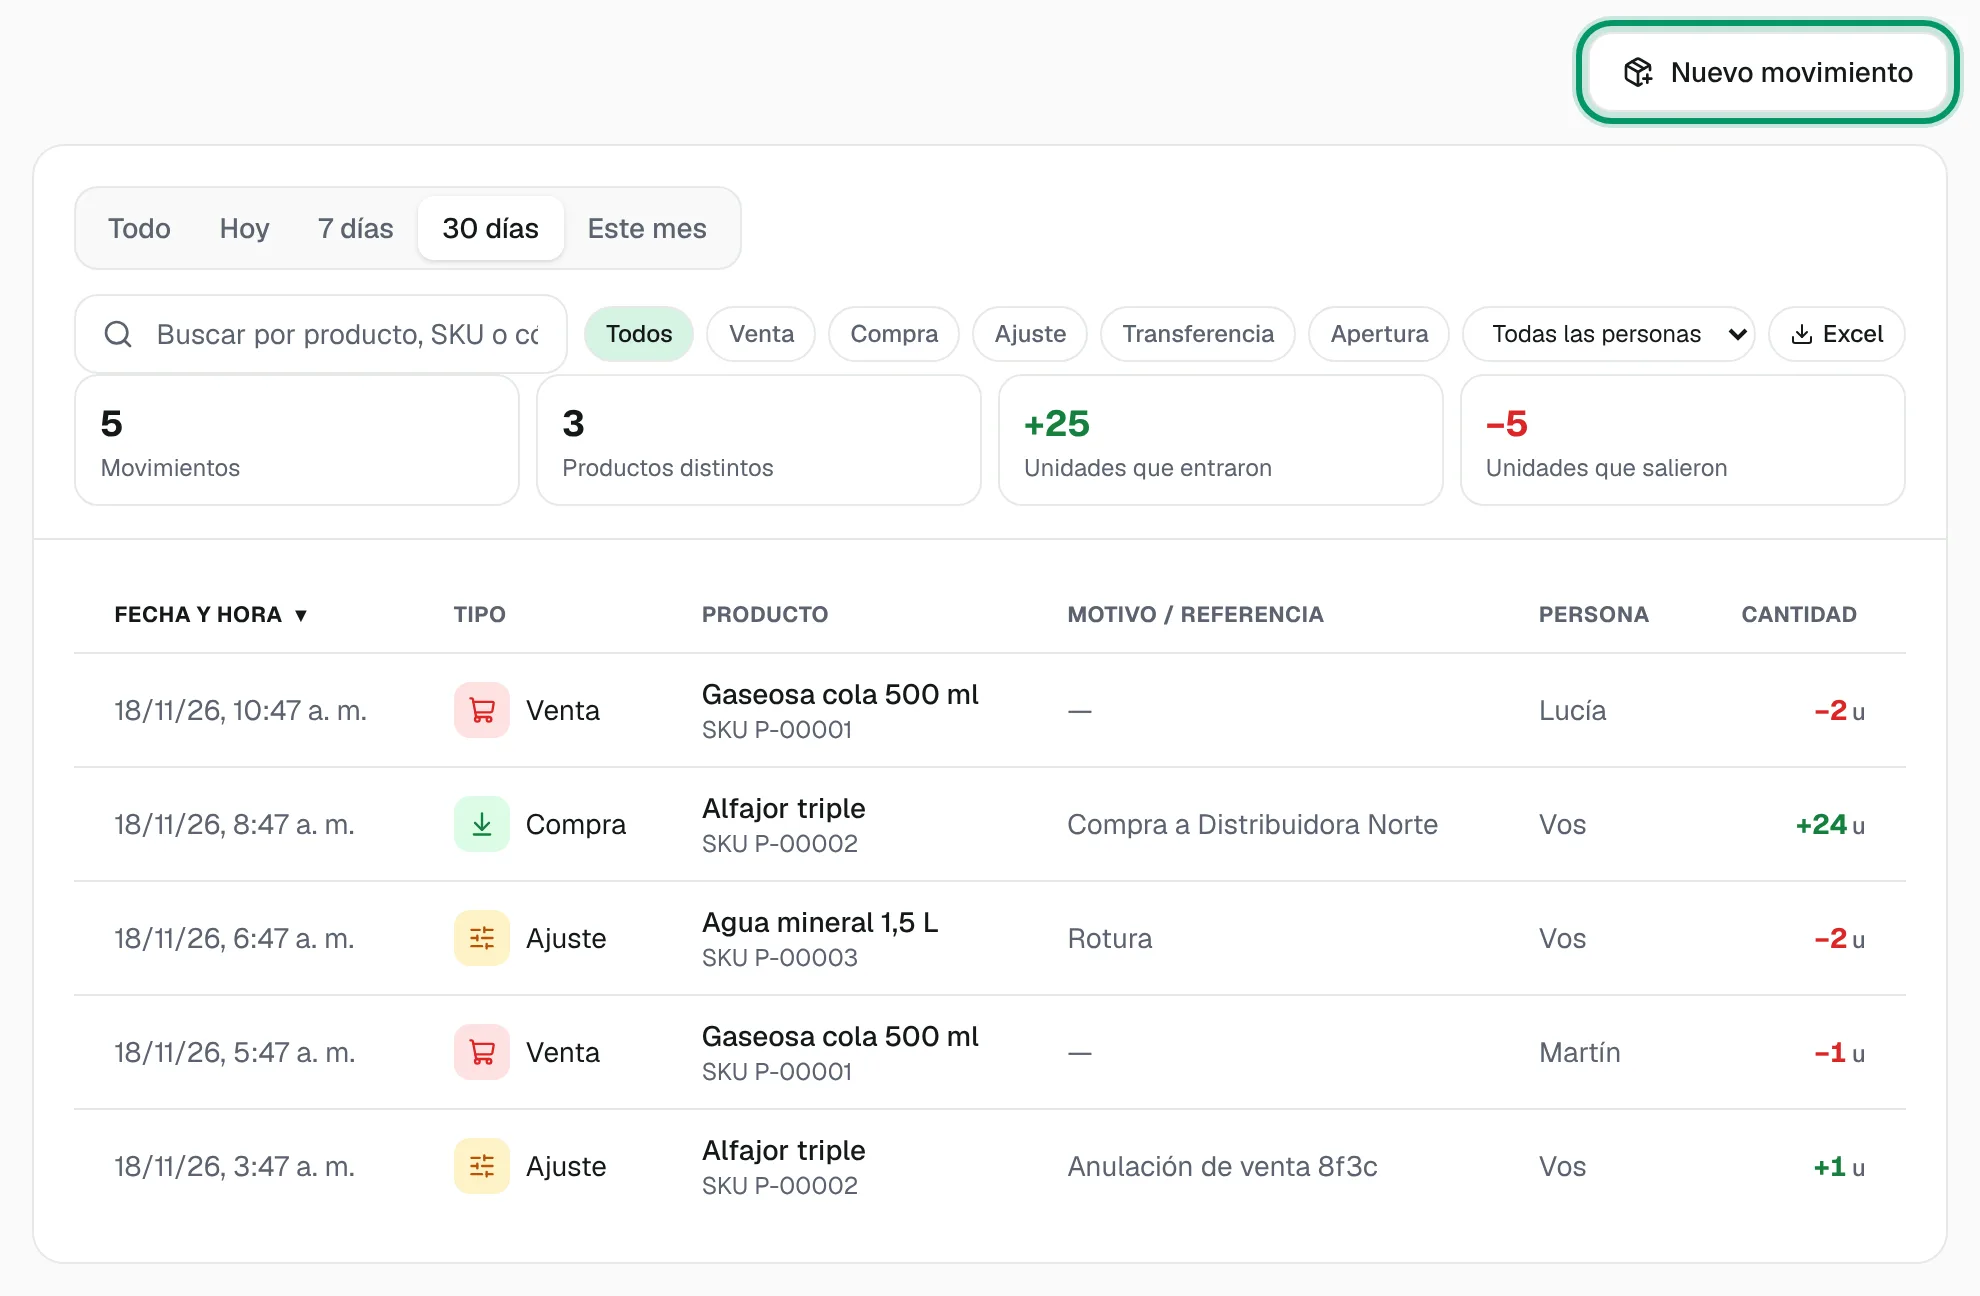 Nuevo movimiento
Todo Hoy 7 días 30 días Este mes
Buscar por producto, SKU o có Todos Venta Compra Ajuste Transferencia Apertura Todas las personas Excel
5 3 +25 −5
Movimientos Productos distintos Unidades que entraron Unidades que salieron
FECHA Y HORA ▼ TIPO PRODUCTO MOTIVO / REFERENCIA PERSONA CANTIDAD
18/11/26, 10:47 a. m. Venta Gaseosa cola 500 ml — Lucía −2 u
SKU P-00001
18/11/26, 8:47 a. m. Compra Alfajor triple Compra a Distribuidora Norte Vos +24 u
SKU P-00002
18/11/26, 6:47 a. m. Ajuste Agua mineral 1,5 L Rotura Vos −2 u
SKU P-00003
18/11/26, 5:47 a. m. Venta Gaseosa cola 500 ml — Martín −1 u
SKU P-00001
18/11/26, 3:47 a. m. Ajuste Alfajor triple Anulación de venta 8f3c Vos +1 u
SKU P-00002